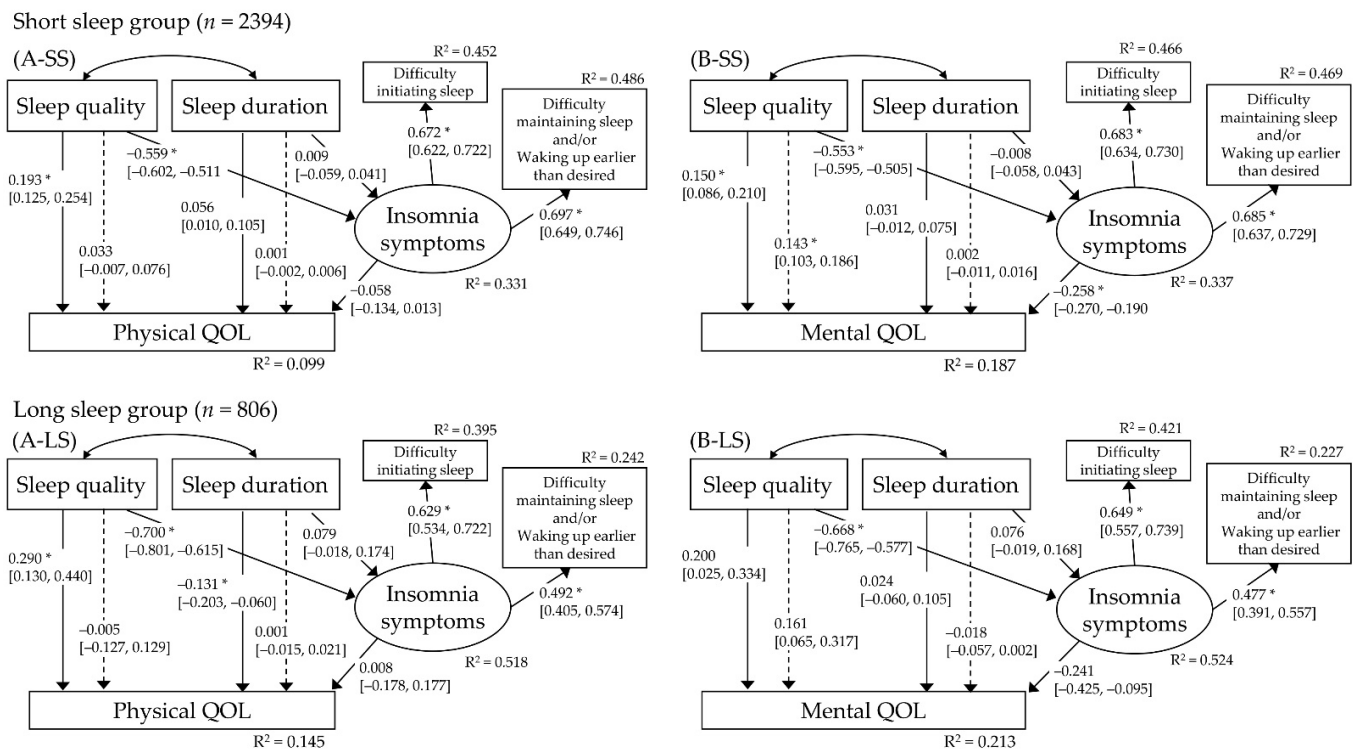 Short sleep group (n = 2394)
(A-SS)
R² = 0.452
Difficulty
initiating sleep
R² = 0.486
Difficulty
maintaining sleep
and/or
Waking up earlier
than desired
Sleep quality
Sleep duration
0.672 *
[0.622, 0.722]
−0.559 *
[−0.602, −0.511
0.009
[−0.059, 0.041]
0.193 *
[0.125, 0.254]
0.056
[0.010, 0.105]
Insomnia
symptoms
0.697 *
[0.649, 0.746]
0.033
[−0.007, 0.076]
0.001
[−0.002, 0.006]
R² = 0.331
−0.058
[−0.134, 0.013]
Physical QOL
R² = 0.099
(B-SS)
R² = 0.466
Difficulty
initiating sleep
R² = 0.469
Difficulty
maintaining sleep
and/or
Waking up earlier
than desired
Sleep quality
Sleep duration
0.683 *
[0.634, 0.730]
−0.553 *
[−0.595, −0.505]
−0.008
[−0.058, 0.043]
0.150 *
[0.086, 0.210]
0.031
[−0.012, 0.075]
Insomnia
symptoms
0.685 *
[0.637, 0.729]
0.143 *
[0.103, 0.186]
0.002
[−0.011, 0.016]
R² = 0.337
−0.258 *
[−0.270, −0.190
Mental QOL
R² = 0.187
Long sleep group (n = 806)
(A-LS)
R² = 0.395
Difficulty
initiating sleep
R² = 0.242
Difficulty
maintaining sleep
and/or
Waking up earlier
than desired
Sleep quality
Sleep duration
0.629 *
[0.534, 0.722]
−0.700 *
[−0.801, −0.615]
0.079
[−0.018, 0.174]
0.290 *
[0.130, 0.440]
−0.131 *
[−0.203, −0.060]
Insomnia
symptoms
0.492 *
[0.405, 0.574]
−0.005
[−0.127, 0.129]
0.001
[−0.015, 0.021]
R² = 0.518
0.008
[−0.178, 0.177]
Physical QOL
R² = 0.145
(B-LS)
R² = 0.421
Difficulty
initiating sleep
R² = 0.227
Difficulty
maintaining sleep
and/or
Waking up earlier
than desired
Sleep quality
Sleep duration
0.649 *
[0.557, 0.739]
−0.668 *
[−0.765, −0.577]
0.076
[−0.019, 0.168]
0.200
[0.025, 0.334]
0.024
[−0.060, 0.105]
Insomnia
symptoms
0.477 *
[0.391, 0.557]
0.161
[0.065, 0.317]
−0.018
[−0.057, 0.002]
R² = 0.524
−0.241
[−0.425, −0.095]
Mental QOL
R² = 0.213